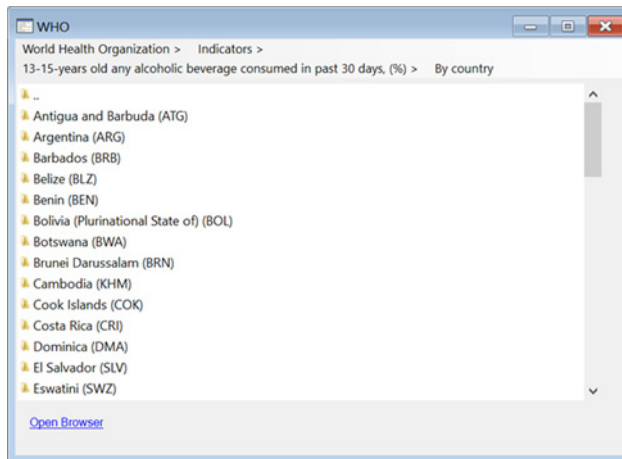 WHO
World Health Organization > Indicators >
13-15-years old any alcoholic beverage consumed in past 30 days, (%) > By country
..
Antigua and Barbuda (ATG)
Argentina (ARG)
Barbados (BRB)
Belize (BLZ)
Benin (BEN)
Bolivia (Plurinational State of) (BOL)
Botswana (BWA)
Brunei Darussalam (BRN)
Cambodia (KHM)
Cook Islands (COK)
Costa Rica (CRI)
Dominica (DMA)
El Salvador (SLV)
Eswatini (SWZ)
Open Browser